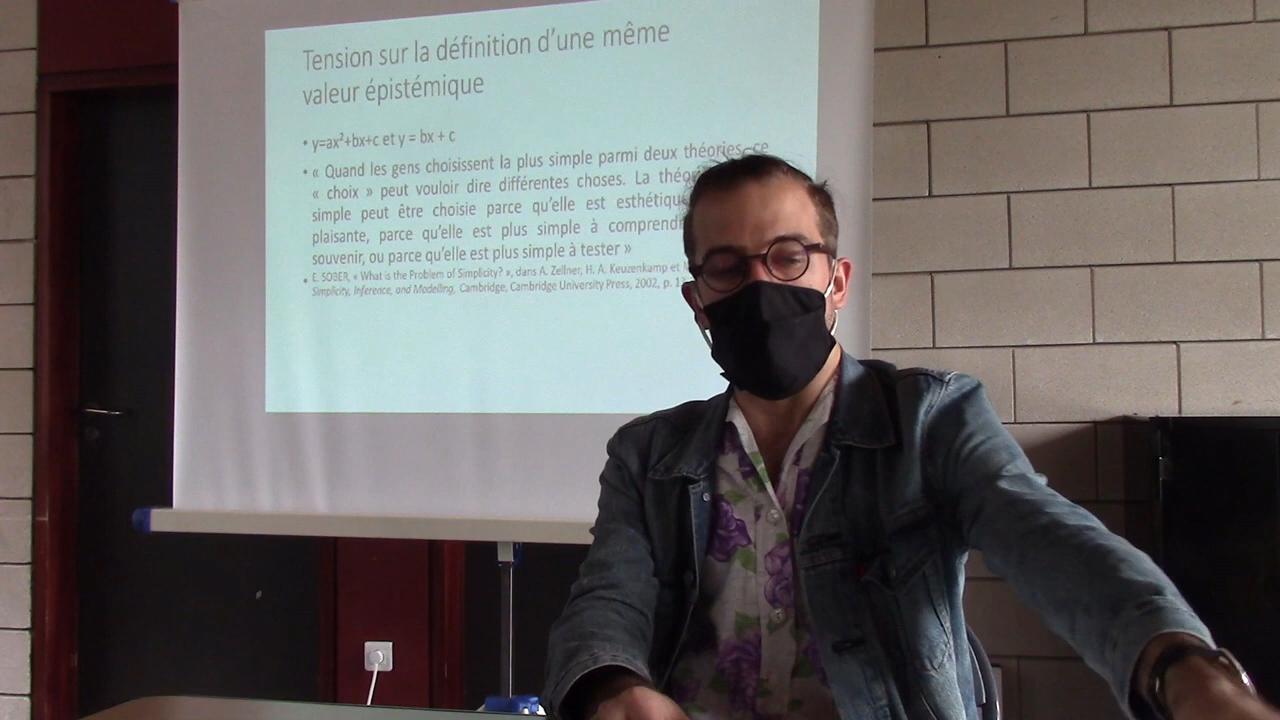 Tension sur la définition d'une même
valeur épistémique
• y=ax²+bx+c et y = bx + c
• « Quand les gens choisissent la plus simple parmi deux théories, ce
« choix » peut vouloir dire différentes choses. La
simple peut être choisie parce qu'elle est
plaisante, parce qu'elle est plus simple à
souvenir, ou parce qu'elle est plus simple à tester »
• E. SOBER, « What is the Problem of Simplicity? », dans A. Zellner, H. A. Keuzenkamp et
Simplicity, Inference, and Modelling, Cambridge, Cambridge University Press, 2002, p.